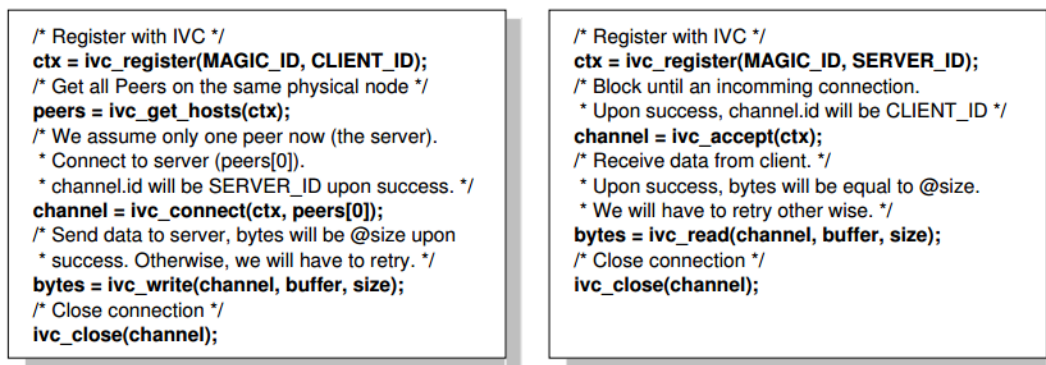 /* Register with IVC */
ctx = ivc_register(MAGIC_ID, CLIENT_ID);
/* Get all Peers on the same physical node */
peers = ivc_get_hosts(ctx);
/* We assume only one peer now (the server).
* Connect to server (peers[0]).
* channel.id will be SERVER_ID upon success. */
channel = ivc_connect(ctx, peers[0]);
/* Send data to server, bytes will be @size upon
* success. Otherwise, we will have to retry. */
bytes = ivc_write(channel, buffer, size);
/* Close connection */
ivc_close(channel);
/* Register with IVC */
ctx = ivc_register(MAGIC_ID, SERVER_ID);
/* Block until an incomming connection.
* Upon success, channel.id will be CLIENT_ID */
channel = ivc_accept(ctx);
/* Receive data from client. */
* Upon success, bytes will be equal to @size.
* We will have to retry other wise. */
bytes = ivc_read(channel, buffer, size);
/* Close connection */
ivc_close(channel);